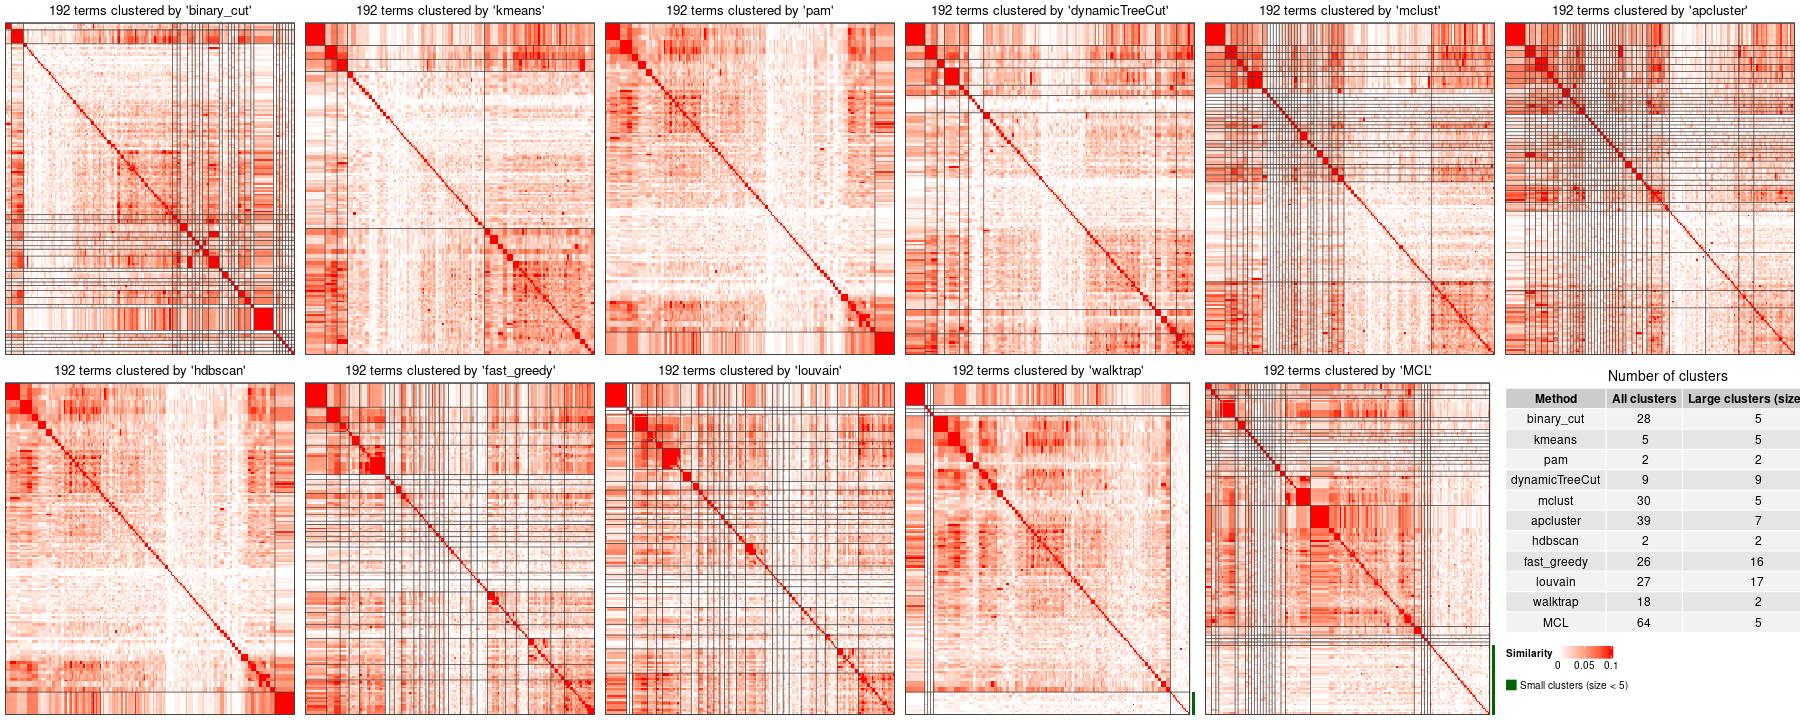 192 terms clustered by 'binary_cut'
192 terms clustered by 'kmeans'
192 terms clustered by 'pam'
192 terms clustered by 'dynamicTreeCut'
192 terms clustered by 'mclust'
192 terms clustered by 'apcluster'
192 terms clustered by 'hdbscan'
192 terms clustered by 'fast_greedy'
192 terms clustered by 'louvain'
192 terms clustered by 'walktrap'
192 terms clustered by 'MCL'
Number of clusters
Method All clusters Large clusters (size
binary_cut 28 5
kmeans 5 5
pam 2 2
dynamicTreeCut 9 9
mclust 30 5
apcluster 39 7
hdbscan 2 2
fast_greedy 26 16
louvain 27 17
walktrap 18 2
MCL 64 5
Similarity
0 0.05 0.1
Small clusters (size < 5)